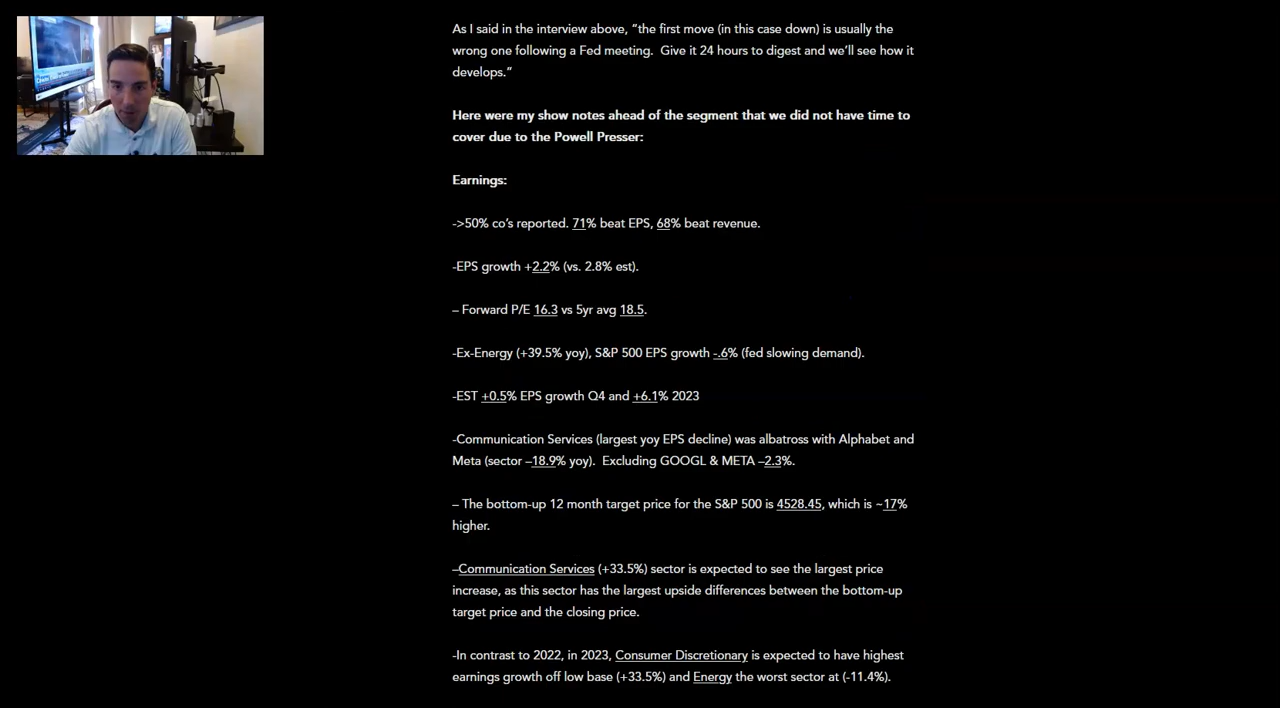 As I said in the interview above, “the first move (in this case down) is usually the
wrong one following a Fed meeting. Give it 24 hours to digest and we’ll see how it
develops.”
Here were my show notes ahead of the segment that we did not have time to
cover due to the Powell Presser:
Earnings:
->50% co’s reported. 71% beat EPS, 68% beat revenue.
-EPS growth +2.2% (vs. 2.8% est).
– Forward P/E 16.3 vs 5yr avg 18.5.
-Ex-Energy (+39.5% yoy), S&P 500 EPS growth -.6% (fed slowing demand).
-EST +0.5% EPS growth Q4 and +6.1% 2023
-Communication Services (largest yoy EPS decline) was albatross with Alphabet and
Meta (sector –18.9% yoy). Excluding GOOGL & META –2.3%.
– The bottom-up 12 month target price for the S&P 500 is 4528.45, which is ~17%
higher.
–Communication Services (+33.5%) sector is expected to see the largest price
increase, as this sector has the largest upside differences between the bottom-up
target price and the closing price.
-In contrast to 2022, in 2023, Consumer Discretionary is expected to have highest
earnings growth off low base (+33.5%) and Energy the worst sector at (-11.4%).